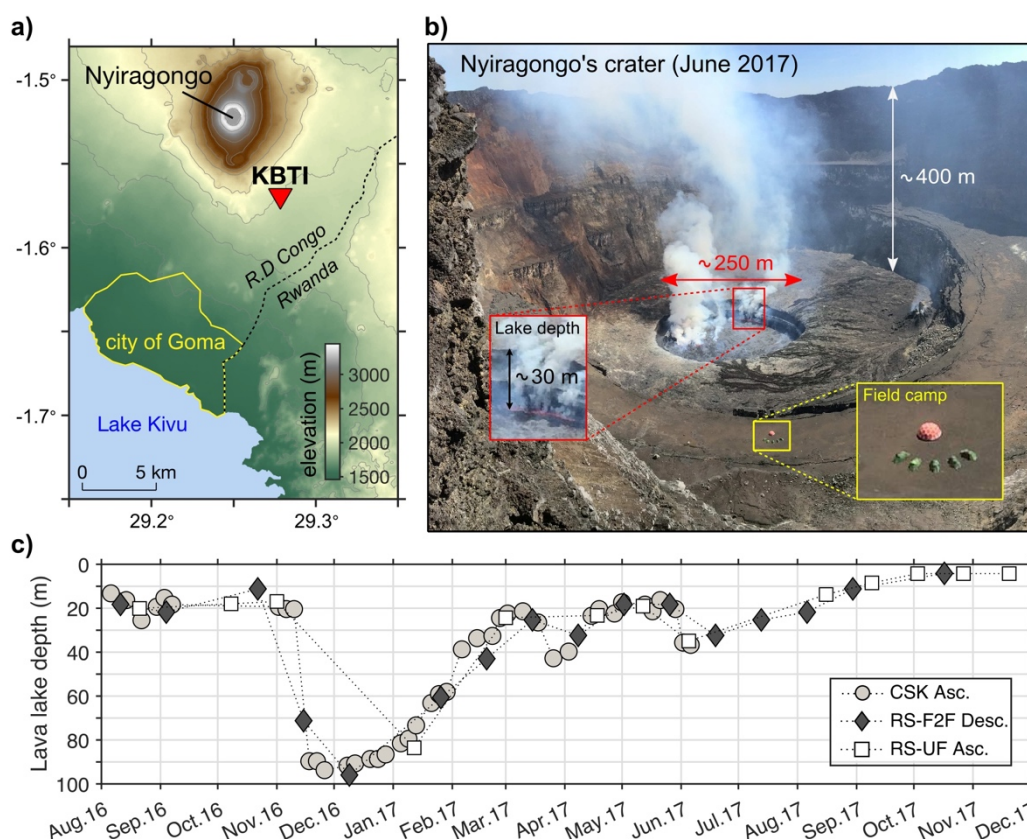 a)
-1.5°
-1.6°
-1.7°
29.2°
29.3°
Nyiragongo
KBTI
R.D Congo
Rwanda
city of Goma
Lake Kivu
0 5 km
elevation (m)
3000
2500
2000
1500
b)
Nyiragongo's crater (June 2017)
~400 m
~250 m
Lake depth
~30 m
Field camp
c)
Lava lake depth (m)
0
20
40
60
80
100
CSK Asc.
RS-F2F Desc.
RS-UF Asc.
Aug.16
Sep.16
Oct.16
Nov.16
Dec.16
Jan.17
Feb.17
Mar.17
Apr.17
May.17
Jun.17
Jul.17
Aug.17
Sep.17
Oct.17
Nov.17
Dec.17